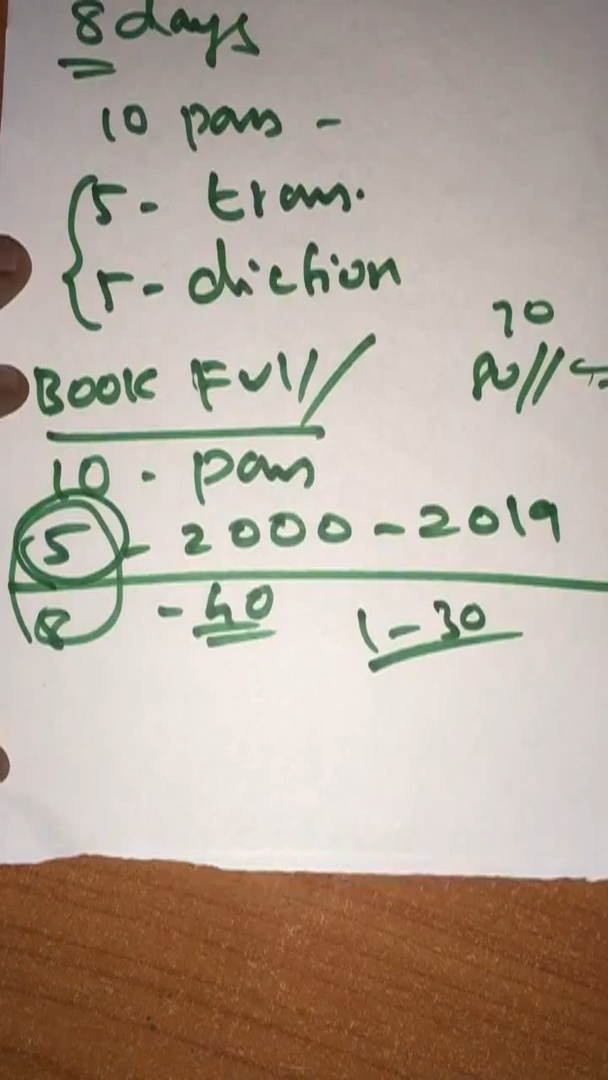 8 days
10 pass -
5 - trans.
5 - diction
BOOK FUll/
10 - pass
5 - 2000 - 2019
8 - 40
1 - 30